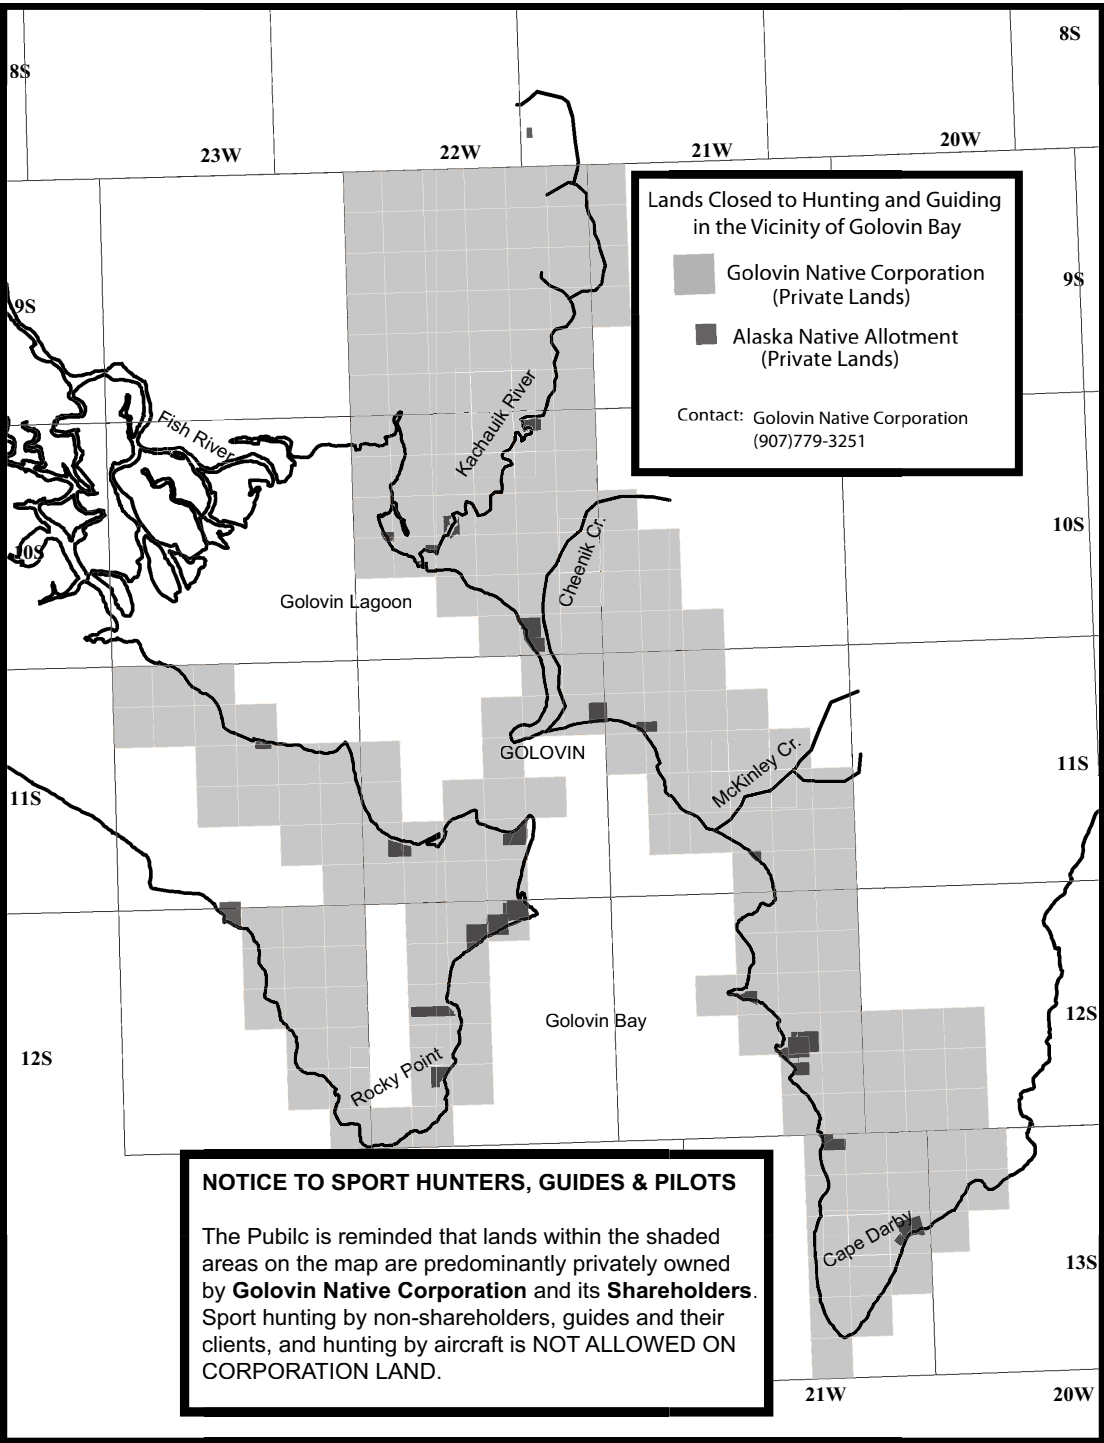 8S
8S
23W
22W
21W
20W
Lands Closed to Hunting and Guiding
in the Vicinity of Golovin Bay
Golovin Native Corporation
(Private Lands)
Alaska Native Allotment
(Private Lands)
Contact: Golovin Native Corporation
(907)779-3251
9S
9S
Fish River
Kachauik River
10S
10S
Cheenik Cr.
Golovin Lagoon
GOLOVIN
McKinley Cr.
11S
11S
Golovin Bay
12S
12S
Rocky Point
Cape Darby
13S
NOTICE TO SPORT HUNTERS, GUIDES & PILOTS
The Pubilc is reminded that lands within the shaded
areas on the map are predominantly privately owned
by Golovin Native Corporation and its Shareholders.
Sport hunting by non-shareholders, guides and their
clients, and hunting by aircraft is NOT ALLOWED ON
CORPORATION LAND.
21W
20W